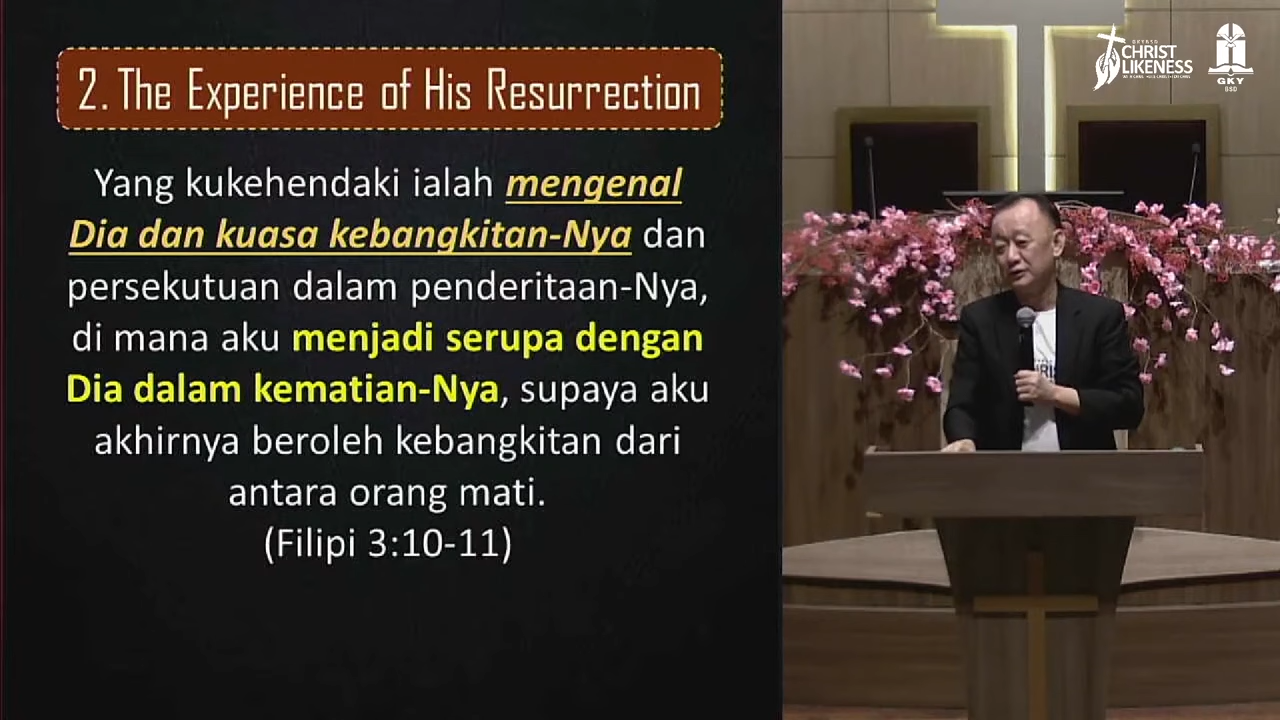 2. The Experience of His Resurrection
Yang kukehendaki ialah mengenal
Dia dan kuasa kebangkitan-Nya dan
persekutuan dalam penderitaan-Nya,
di mana aku menjadi serupa dengan
Dia dalam kematian-Nya, supaya aku
akhirnya beroleh kebangkitan dari
antara orang mati.
(Filipi 3:10-11)
CHRIST
LIKENESS
GKY
BSD